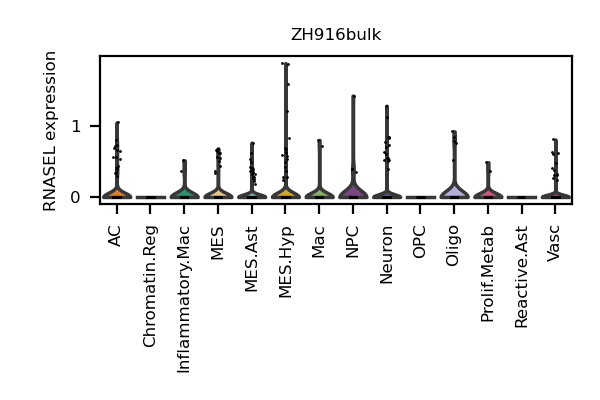 ZH916bulk
RNASEL expression
1
0
AC
Chromatin.Reg
Inflammatory.Mac
MES
MES.Ast
MES.Hyp
Mac
NPC
Neuron
OPC
Oligo
Prolif.Metab
Reactive.Ast
Vasc